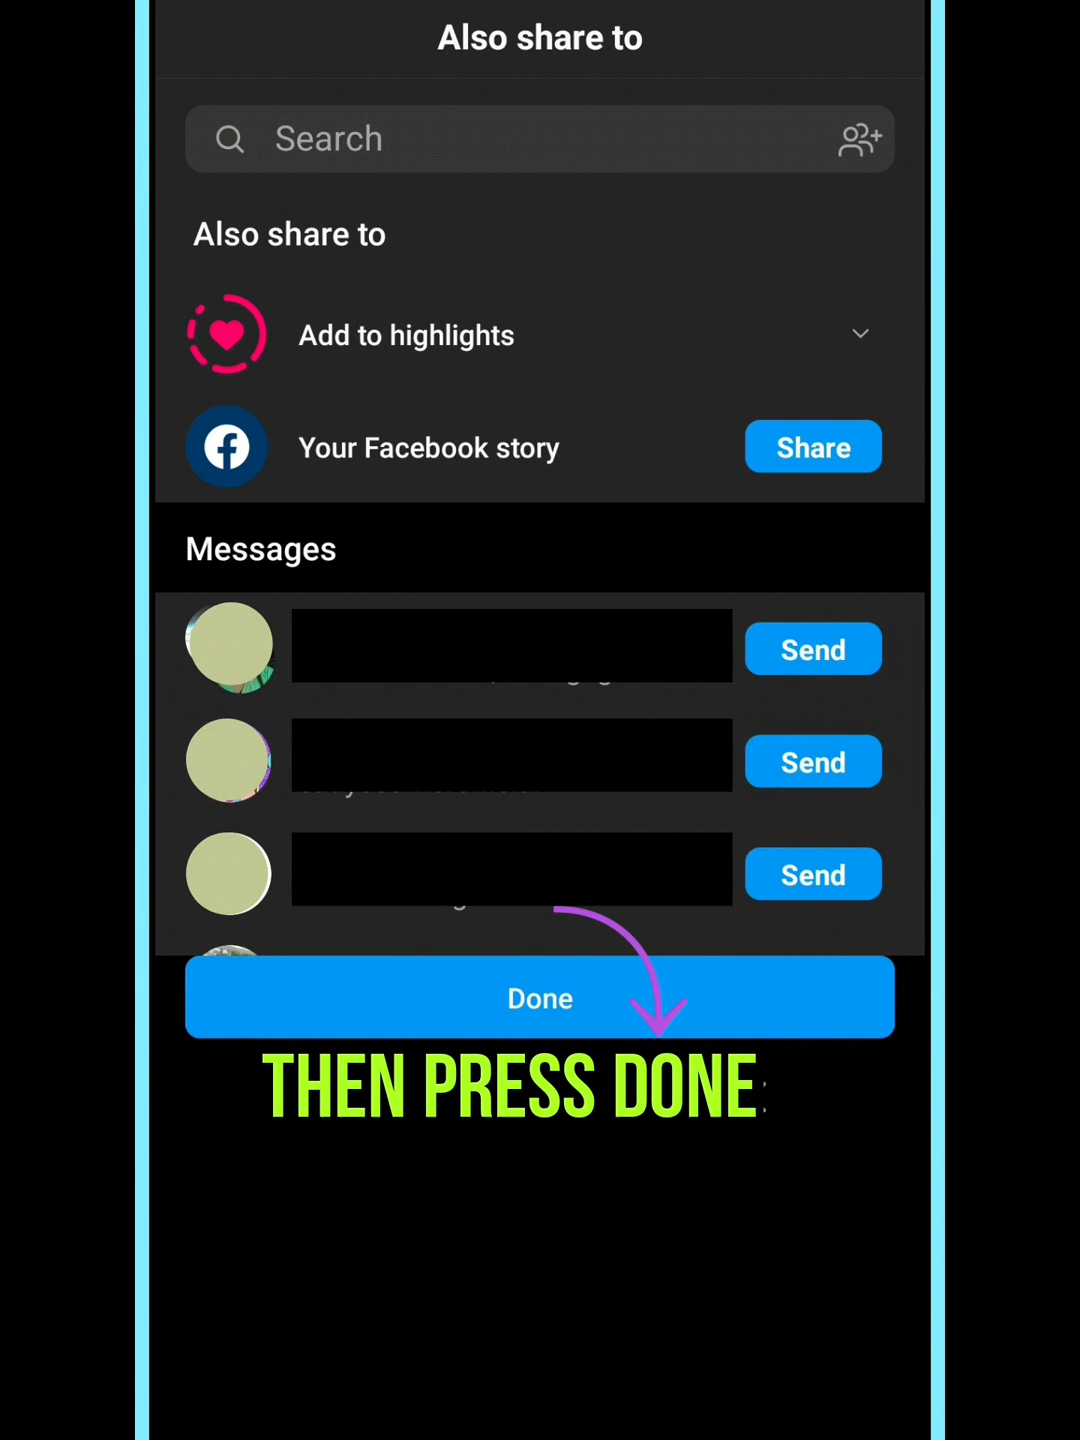 Also share to
Search
Also share to
Add to highlights
Your Facebook story
Share
Messages
Send
Send
Send
Done
THEN PRESS DONE